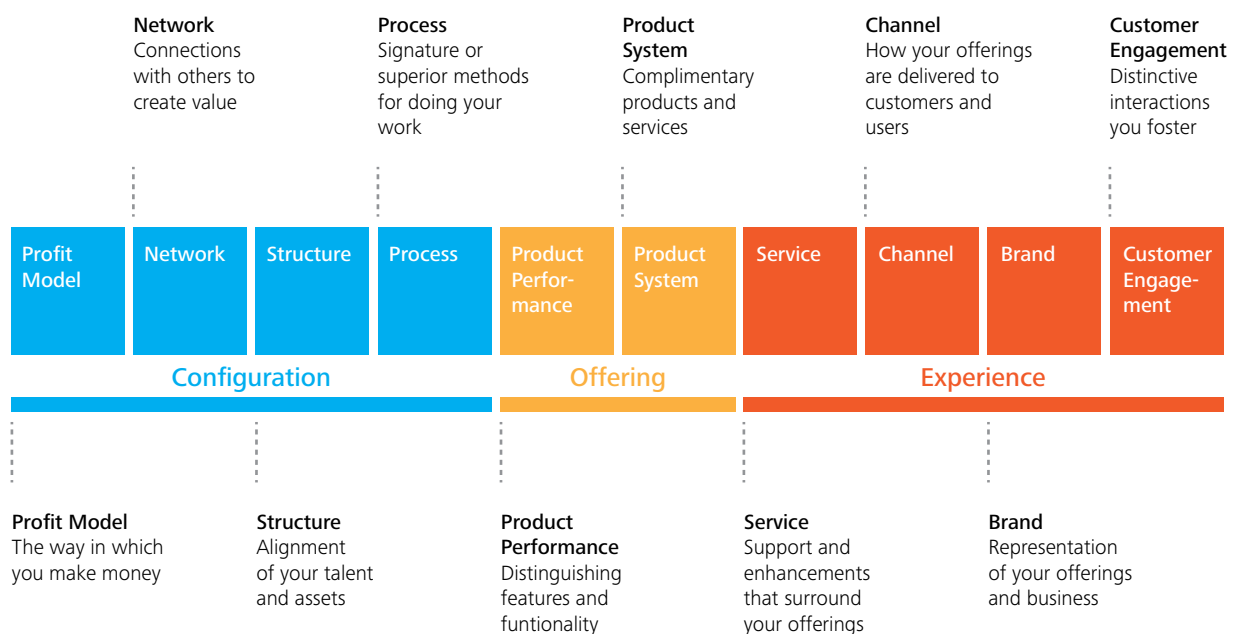 Network
Connections
with others to
create value
Process
Signature or
superior methods
for doing your
work
Product
System
Complimentary
products and
services
Channel
How your offerings
are delivered to
customers and
users
Customer
Engagement
Distinctive
interactions
you foster
Profit
Model
Network
Structure
Process
Product
Perfor-
mance
Product
System
Service
Channel
Brand
Customer
Engage-
ment
Configuration
Offering
Experience
Profit Model
The way in which
you make money
Structure
Alignment
of your talent
and assets
Product
Performance
Distinguishing
features and
funtionality
Service
Support and
enhancements
that surround
your offerings
Brand
Representation
of your offerings
and business